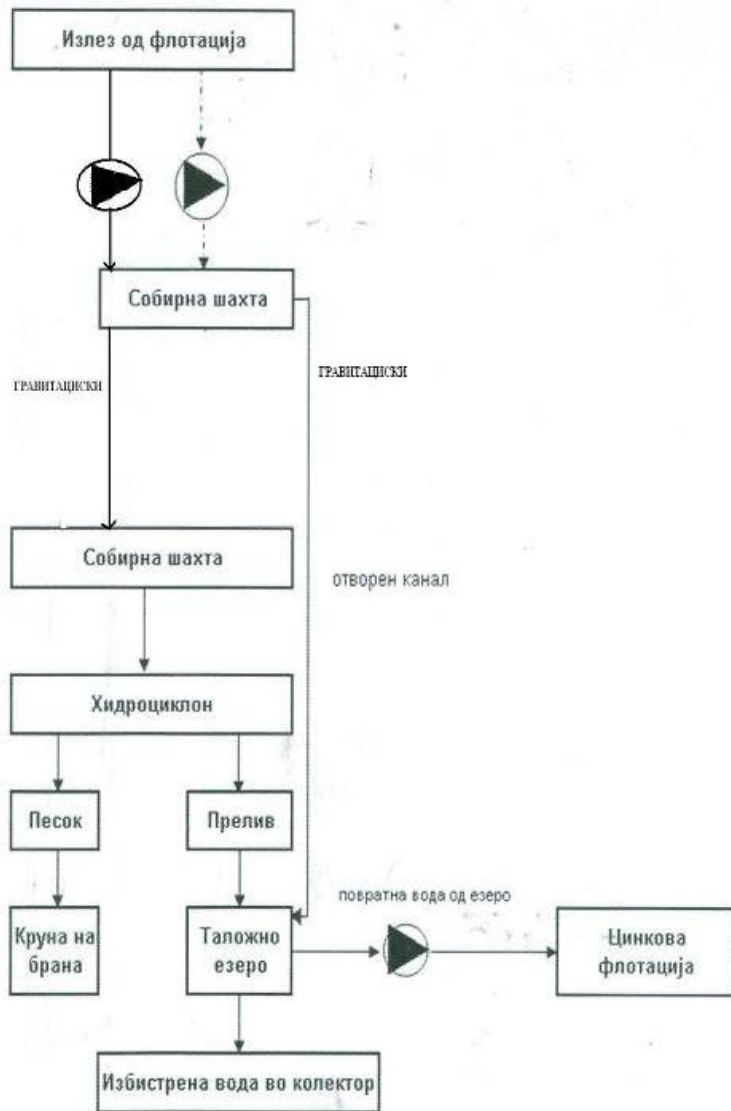 Излез од флотација
Собирна шахта
ГРАВИТАЦИСКИ
ГРАВИТАЦИСКИ
Собирна шахта
отворен канал
Хидроциклон
Песок
Прелив
повратна вода од езеро
Круна на
брана
Таложно
езеро
Цинкова
флотација
Избистрена вода во колектор